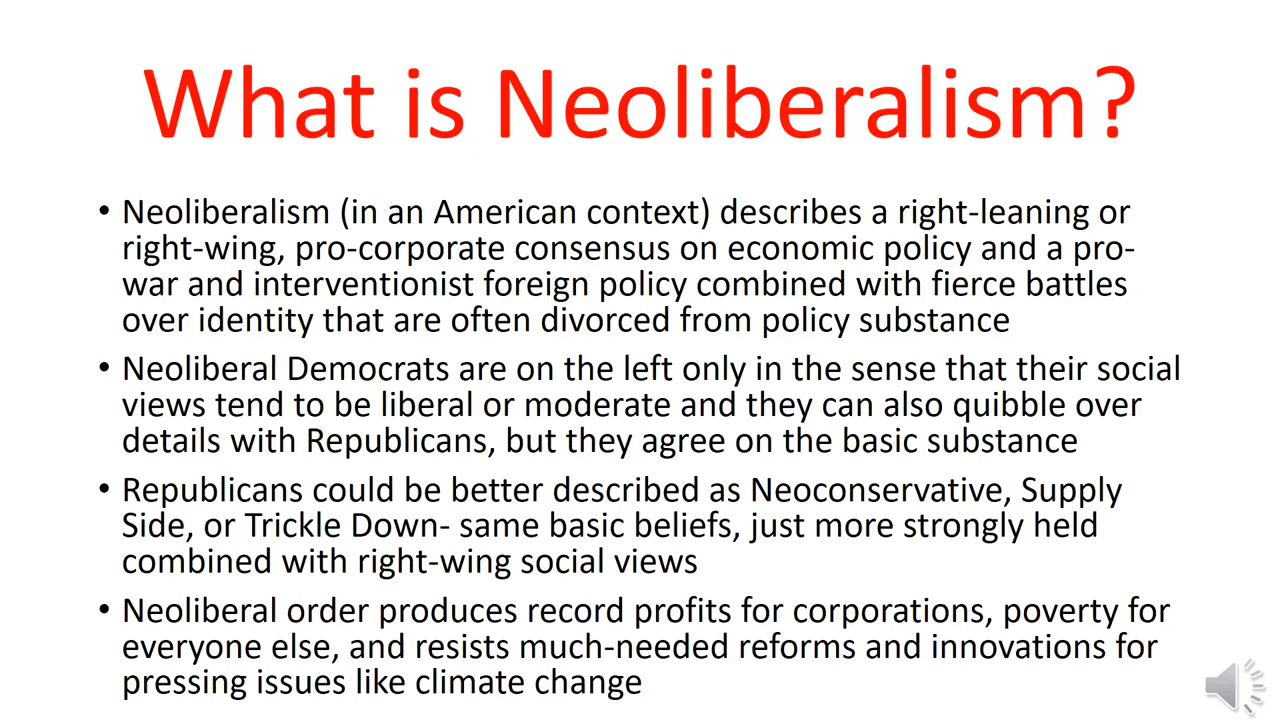 What is Neoliberalism?
• Neoliberalism (in an American context) describes a right-leaning or
right-wing, pro-corporate consensus on economic policy and a pro-
war and interventionist foreign policy combined with fierce battles
over identity that are often divorced from policy substance
• Neoliberal Democrats are on the left only in the sense that their social
views tend to be liberal or moderate and they can also quibble over
details with Republicans, but they agree on the basic substance
• Republicans could be better described as Neoconservative, Supply
Side, or Trickle Down- same basic beliefs, just more strongly held
combined with right-wing social views
• Neoliberal order produces record profits for corporations, poverty for
everyone else, and resists much-needed reforms and innovations for
pressing issues like climate change